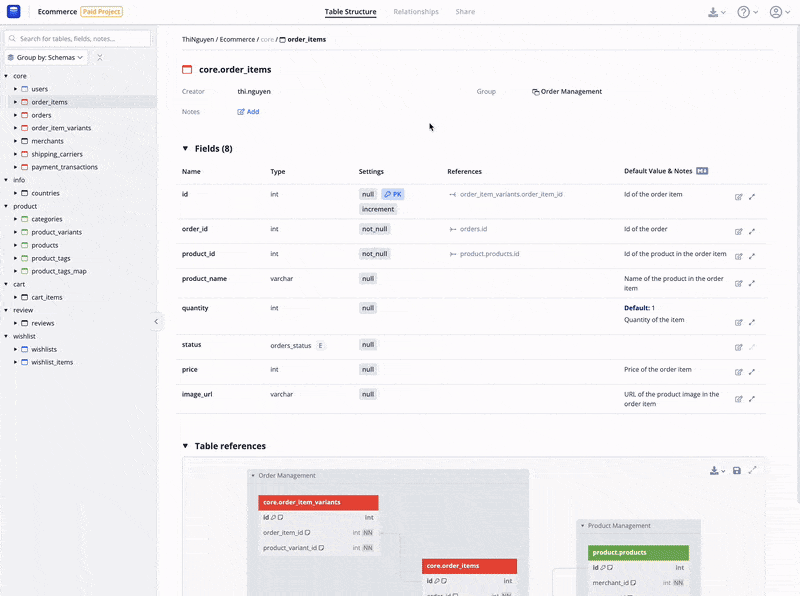 Ecommerce Paid Project
Table Structure Relationships Share
Search for tables, fields, notes...
Group by: Schemas
core
users
order_items
orders
order_item_variants
merchants
shipping_carriers
payment_transactions
info
countries
product
categories
product_variants
products
product_tags
product_tags_map
cart
cart_items
review
reviews
wishlist
wishlists
wishlist_items
ThiNguyen / Ecommerce / core / order_items
core.order_items
Creator thi.nguyen Group Order Management
Notes Add
Fields (8)
Name Type Settings References Default Value & Notes
id int null PK order_item_variants.order_item_id Id of the order item
increment
order_id int not_null orders.id Id of the order
product_id int not_null product.products.id Id of the product in the order item
product_name varchar null Name of the product in the order
item
quantity int null Default: 1
Quantity of the item
status orders_status E null
price int null Price of the order item
image_url varchar null URL of the product image in the
order item
Table references
Order Management
core.order_item_variants
id int
order_item_id int NN
product_variant_id int NN
core.order_items
id int
Product Management
product.products
id int
merchant_id int NN